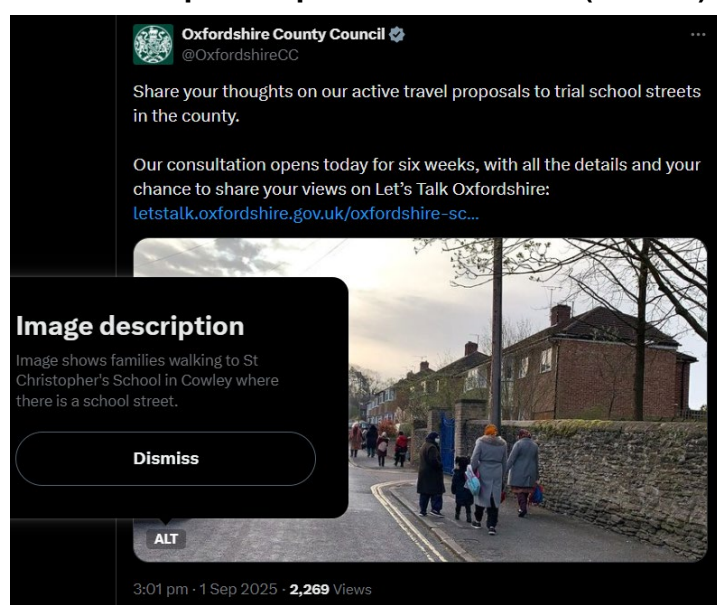 Oxfordshire County Council
@OxfordshireCC
Share your thoughts on our active travel proposals to trial school streets
in the county.
Our consultation opens today for six weeks, with all the details and your
chance to share your views on Let's Talk Oxfordshire:
letstalk.oxfordshire.gov.uk/oxfordshire-sc...
Image description
Image shows families walking to St
Christopher's School in Cowley where
there is a school street.
Dismiss
ALT
3:01 pm · 1 Sep 2025 · 2,269 Views